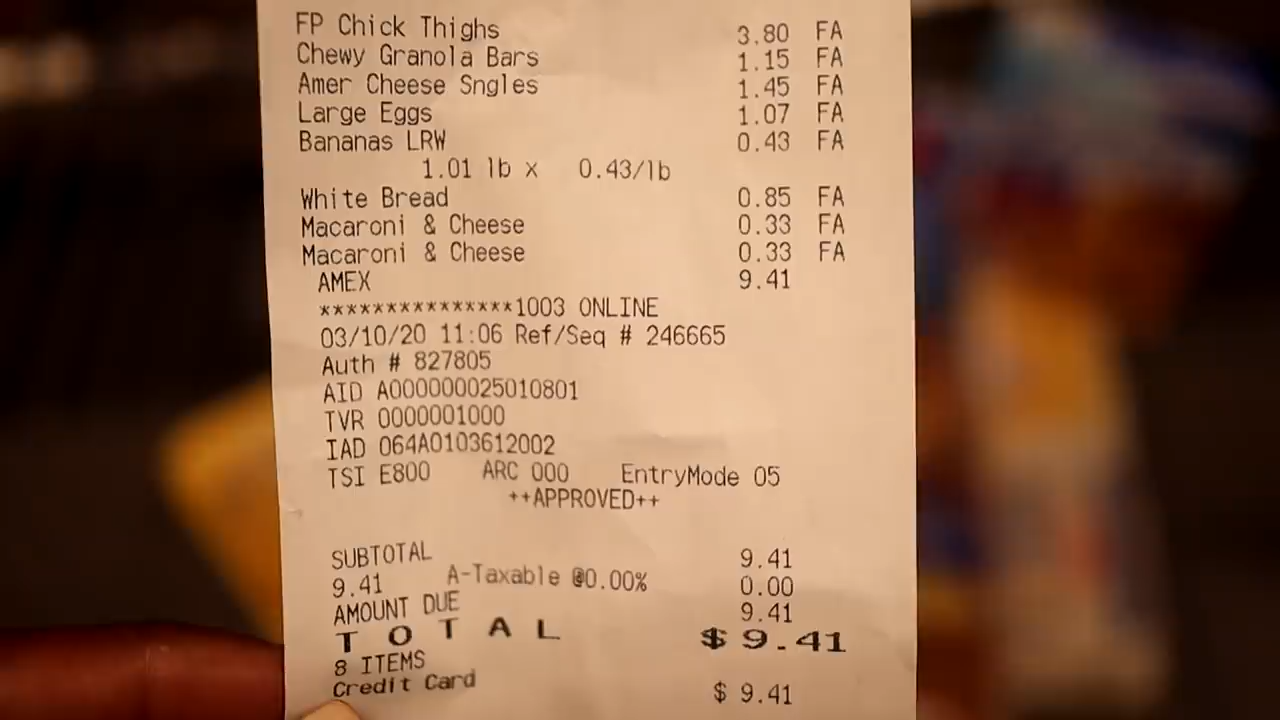 FP Chick Thighs 3.80 FA
Chewy Granola Bars 1.15 FA
Amer Cheese Sngles 1.45 FA
Large Eggs 1.07 FA
Bananas LRW 0.43 FA
1.01 lb x 0.43/lb
White Bread 0.85 FA
Macaroni & Cheese 0.33 FA
Macaroni & Cheese 0.33 FA
AMEX 9.41
***************1003 ONLINE
03/10/20 11:06 Ref/Seq # 246665
Auth # 827805
AID A000000025010801
TVR 0000001000
IAD 064A0103612002
TSI E800 ARC 000 EntryMode 05
++APPROVED++
SUBTOTAL 9.41
9.41 A-Taxable @0.00% 0.00
AMOUNT DUE 9.41
T O T A L $ 9.41
8 ITEMS
Credit Card $ 9.41